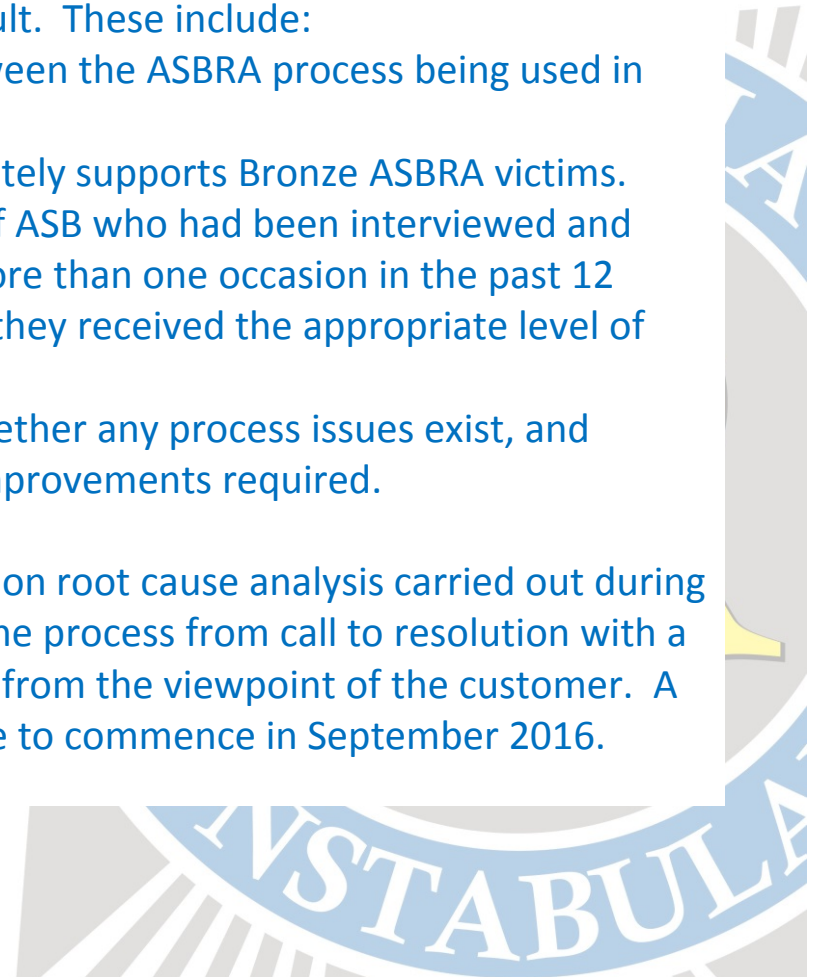 ult.  These include:
ween the ASBRA process being used in
tely supports Bronze ASBRA victims.
f ASB who had been interviewed and
ore than one occasion in the past 12
they received the appropriate level of
ether any process issues exist, and
nprovements required.
on root cause analysis carried out during
ne process from call to resolution with a
from the viewpoint of the customer.  A
e to commence in September 2016.
NSTABUL